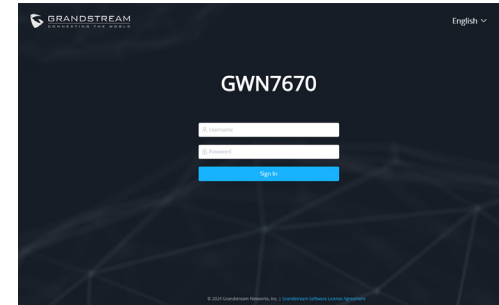 GRANDSTREAM
CONNECTING THE WORLD
English
GWN7670
Username
Password
Sign In
© 2024 Grandstream Networks, Inc. | Grandstream Software License Agreement